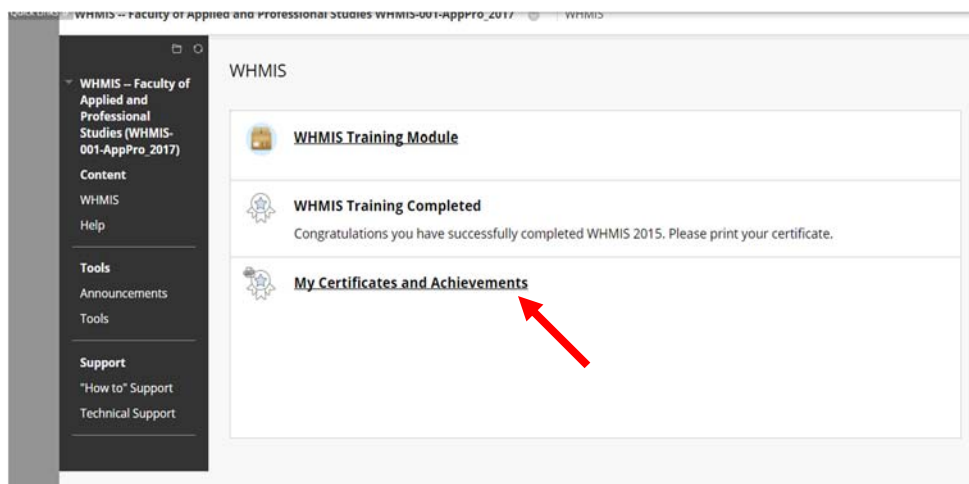 Quick Links
WHMIS -- Faculty of Applied and Professional Studies WHMIS-001-AppPro_2017
WHMIS
WHMIS – Faculty of
Applied and
Professional
Studies (WHMIS-
001-AppPro_2017)
Content
WHMIS
Help
Tools
Announcements
Tools
Support
"How to" Support
Technical Support
WHMIS
WHMIS Training Module
WHMIS Training Completed
Congratulations you have successfully completed WHMIS 2015. Please print your certificate.
My Certificates and Achievements